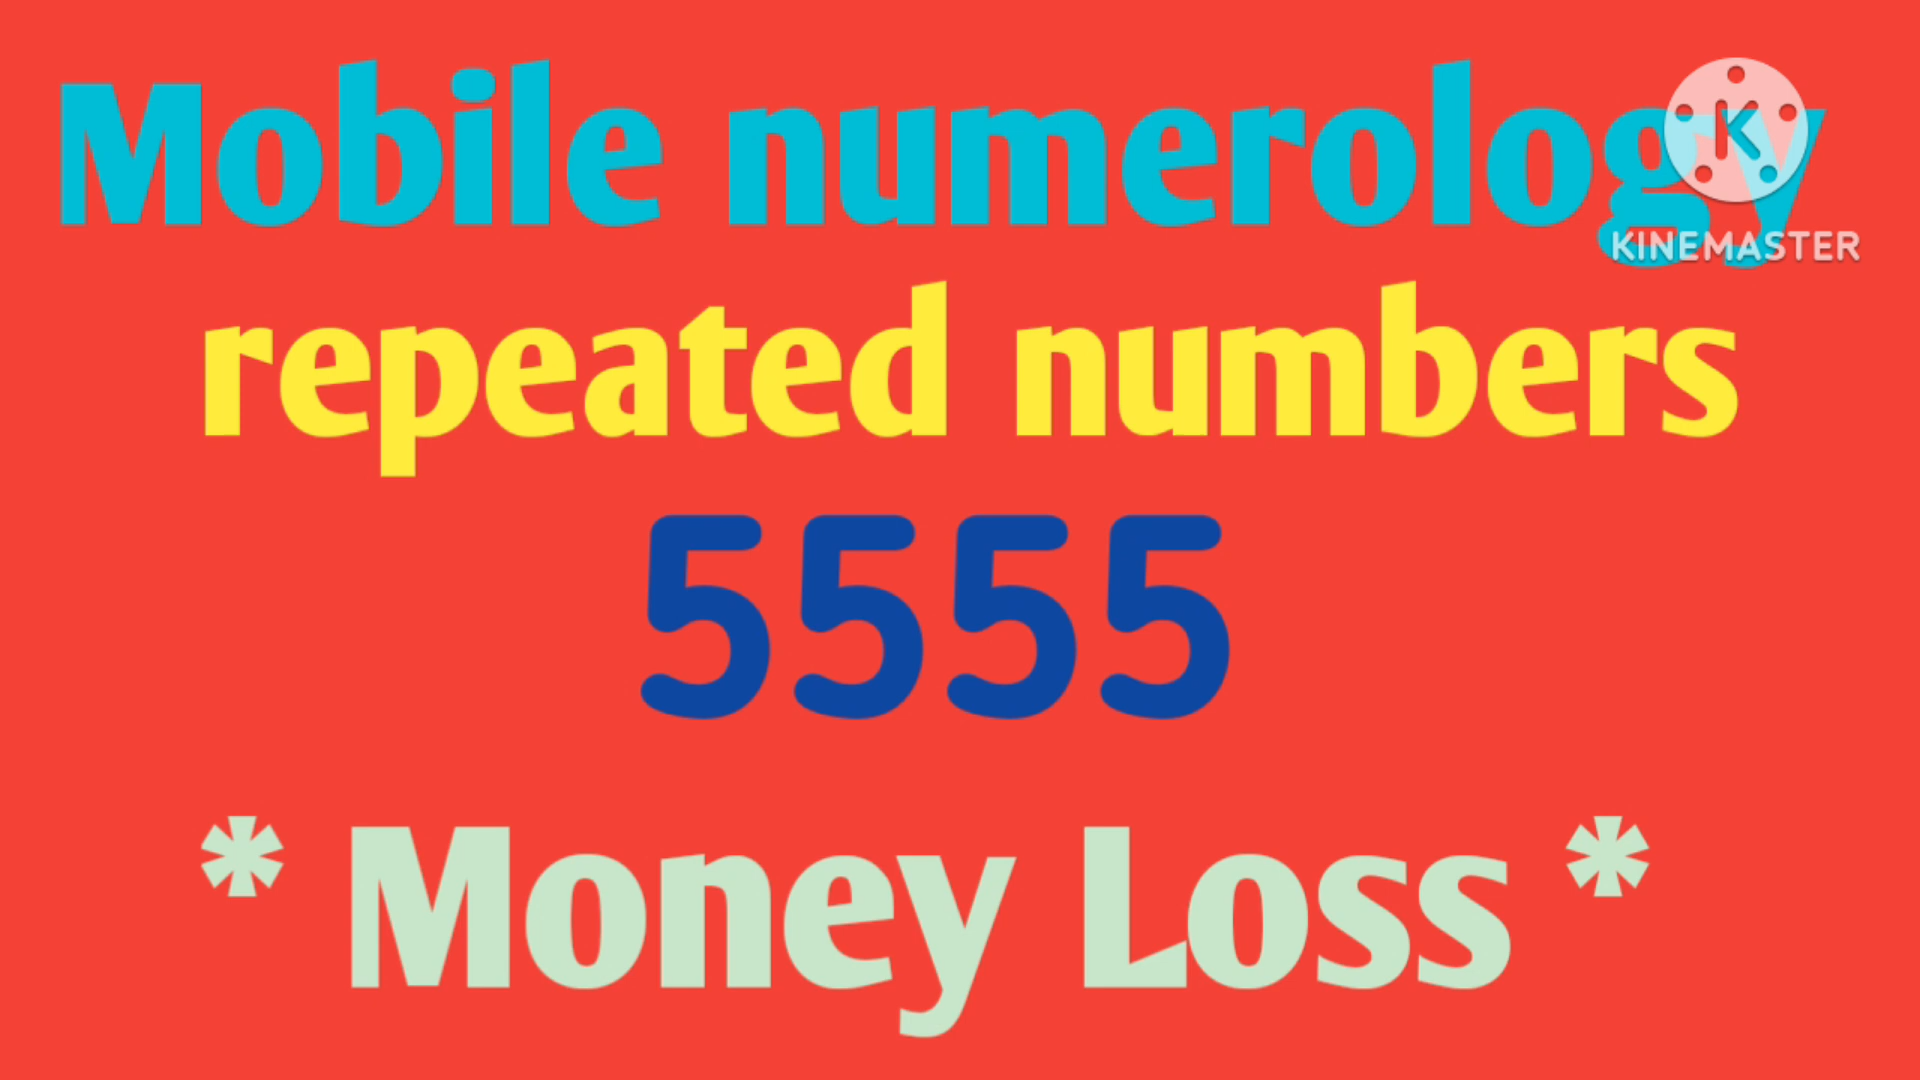 Mobile numerology
K
KINEMASTER
repeated numbers
5555
* Money Loss *